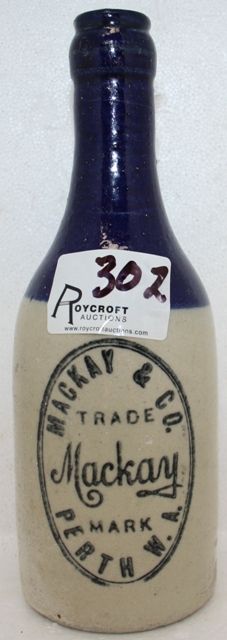 302
ROYCROFT
AUCTIONS
www.roycroftauctions.com
MACKAY & CO.
TRADE
Mackay
MARK
PERTH W.A.